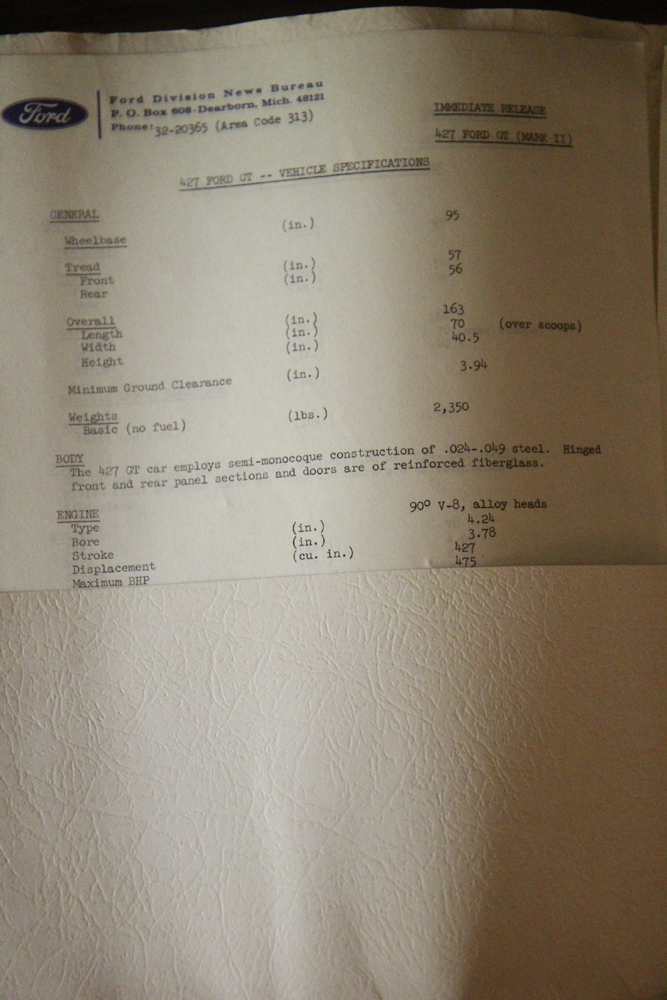 Ford
Ford Division News Bureau
P. O. Box 608-Dearborn, Mich. 48121
Phone: 32-20365 (Area Code 313)
IMMEDIATE RELEASE
427 FORD GT (MARK II)
427 FORD GT -- VEHICLE SPECIFICATIONS
GENERAL
Wheelbase (in.) 95
Tread
Front (in.) 57
Rear (in.) 56
Overall
Length (in.) 163
Width (in.) 70 (over scoops)
Height (in.) 40.5
Minimum Ground Clearance (in.) 3.94
Weights
Basic (no fuel) (lbs.) 2,350
BODY
The 427 GT car employs semi-monocoque construction of .024-.049 steel. Hinged
front and rear panel sections and doors are of reinforced fiberglass.
ENGINE
Type 90º V-8, alloy heads
Bore (in.) 4.24
Stroke (in.) 3.78
Displacement (cu. in.) 427
Maximum BHP 475